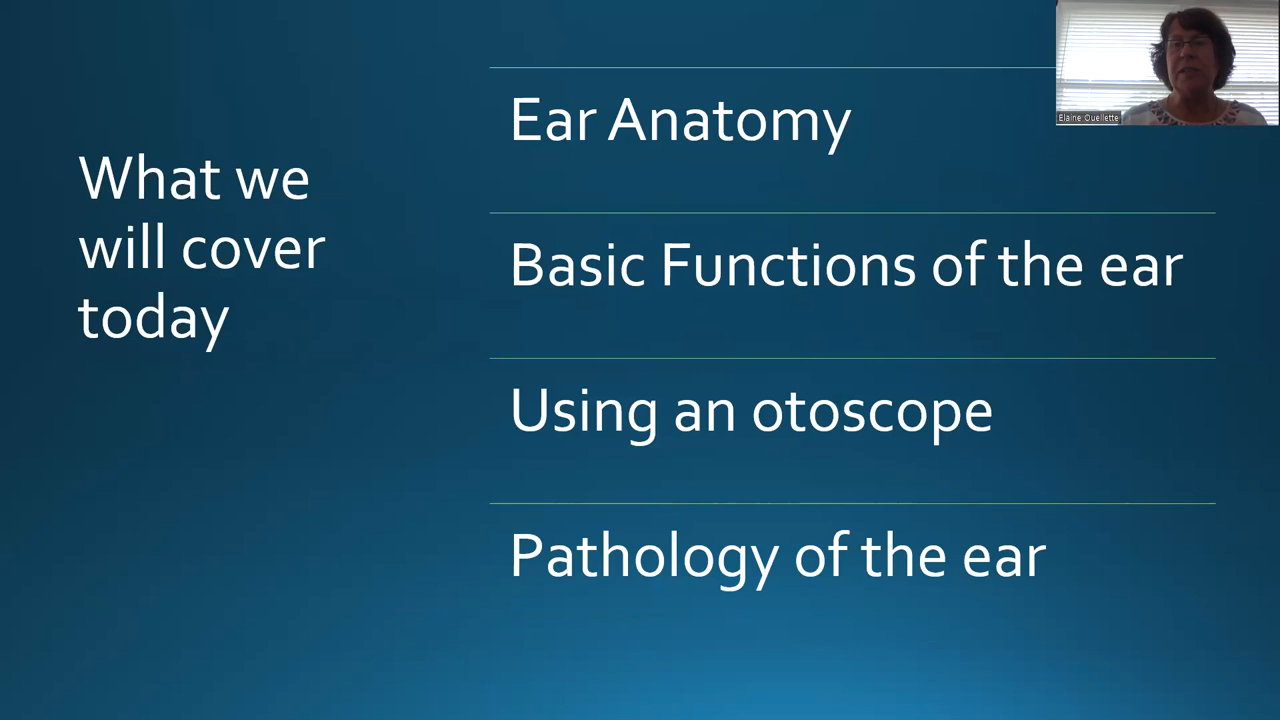 What we
will cover
today
Ear Anatomy
Basic Functions of the ear
Using an otoscope
Pathology of the ear
Elaine Ouellette